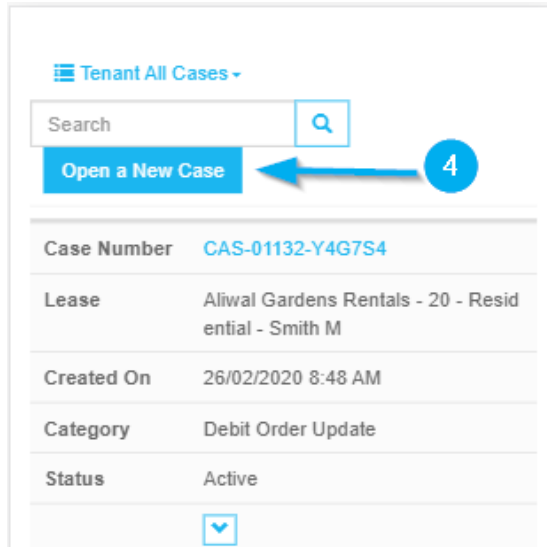 Tenant All Cases
Search
Open a New Case
4
Case Number CAS-01132-Y4G7S4
Lease Aliwal Gardens Rentals - 20 - Resid
ential - Smith M
Created On 26/02/2020 8:48 AM
Category Debit Order Update
Status Active